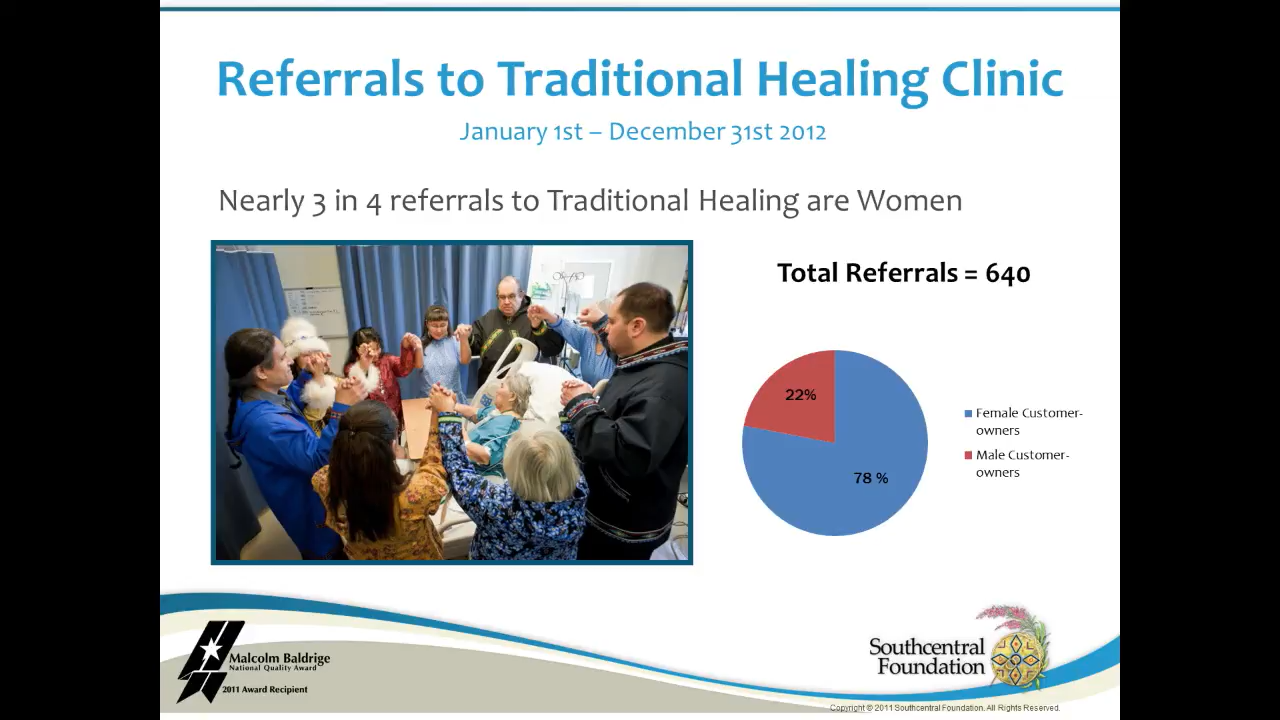 Referrals to Traditional Healing Clinic
January 1st – December 31st 2012
Nearly 3 in 4 referrals to Traditional Healing are Women
Total Referrals = 640
22%
78 %
Female Customer-
owners
Male Customer-
owners
Malcolm Baldrige
National Quality Award
2011 Award Recipient
Southcentral
Foundation
Copyright © 2011 Southcentral Foundation. All Rights Reserved.